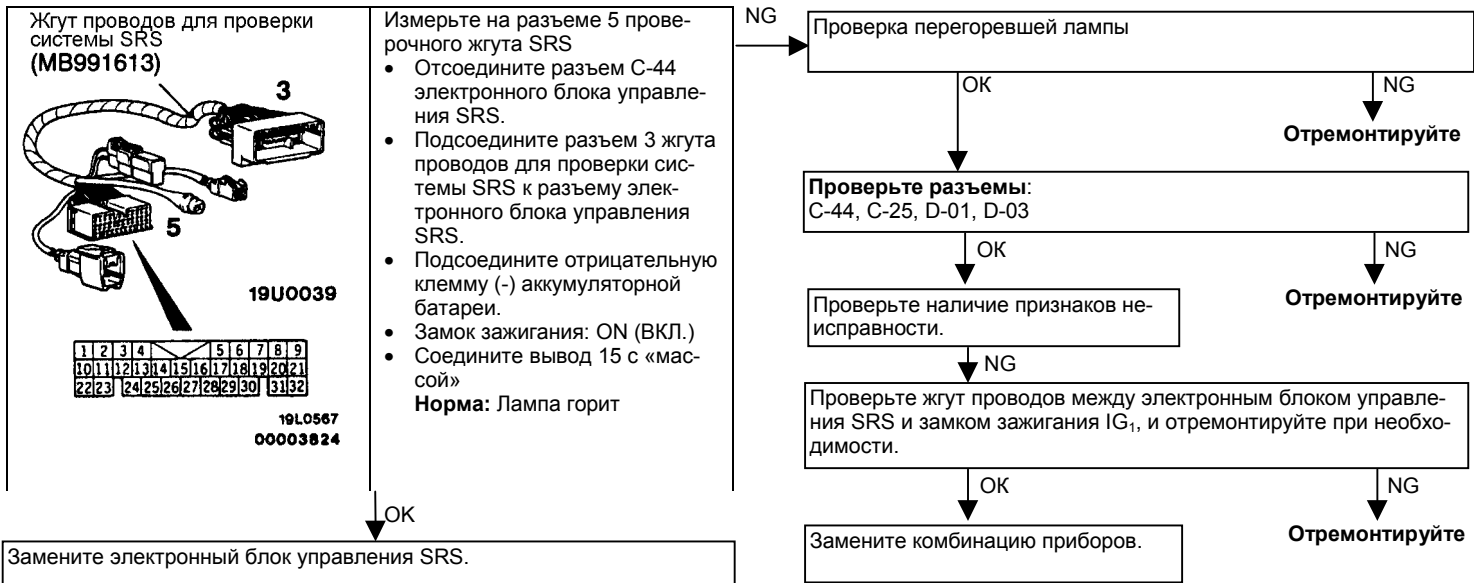 Жгут проводов для проверки
системы SRS
(MB991613)
3
5
19U0039
1 2 3 4 5 6 7 8 9
10 11 12 13 14 15 16 17 18 19 20 21
22 23 24 25 26 27 28 29 30 31 32
19L0567
00003824
Измерьте на разъеме 5 прове-
рочного жгута SRS
• Отсоедините разъем C-44
электронного блока управле-
ния SRS.
• Подсоедините разъем 3 жгута
проводов для проверки сис-
темы SRS к разъему элек-
тронного блока управления
SRS.
• Подсоедините отрицательную
клемму (-) аккумуляторной
батареи.
• Замок зажигания: ON (ВКЛ.)
• Соедините вывод 15 с «мас-
сой»
Норма: Лампа горит
OK
Замените электронный блок управления SRS.
NG
Проверка перегоревшей лампы
OK
NG
Отремонтируйте
Проверьте разъемы:
C-44, C-25, D-01, D-03
OK
NG
Отремонтируйте
Проверьте наличие признаков не-
исправности.
NG
Проверьте жгут проводов между электронным блоком управле-
ния SRS и замком зажигания IG₁, и отремонтируйте при необхо-
димости.
OK
NG
Отремонтируйте
Замените комбинацию приборов.